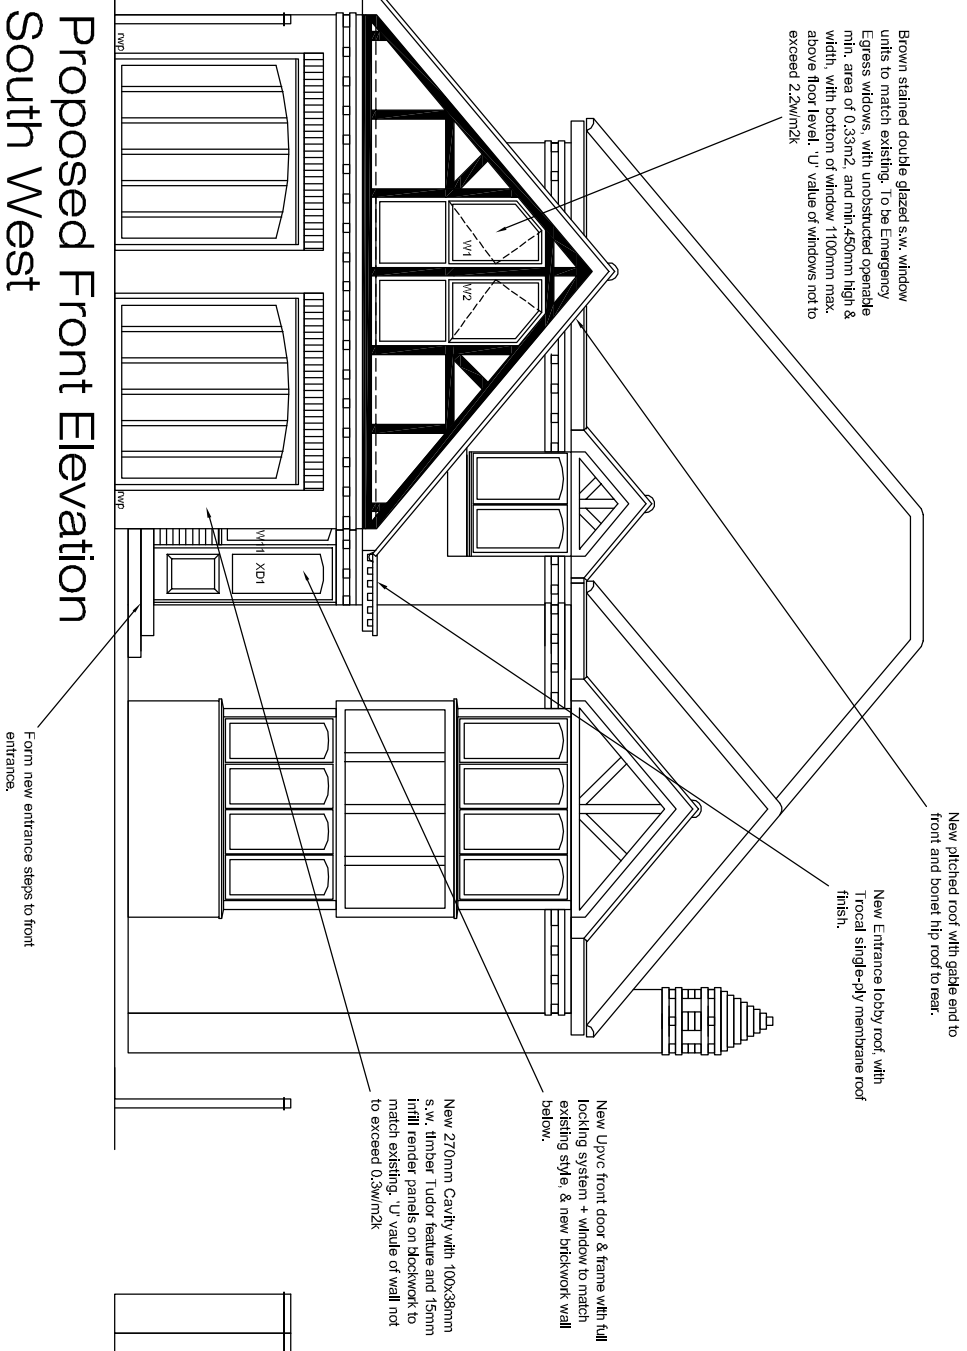 Brown stained double glazed s.w. window
units to match existing. To be Emergency
Egress widows, with unobstructed openable
min. area of 0.33m2, and min.450mm high &
width, with bottom of window 1100mm max.
above floor level. 'U' value of windows not to
exceed 2.2w/m2k
New pitched roof with gable end to
front and bonet hip roof to rear.
New Entrance lobby roof, with
Trocal single-ply membrane roof
finish.
New Upvc front door & frame with full
locking system + window to match
existing style, & new brickwork wall
below.
New 270mm Cavity with 100x38mm
s.w. timber Tudor feature and 15mm
infill render panels on blockwork to
match existing. 'U' vaule of wall not
to exceed 0.3w/m2k
W1
W2
W11
XD1
rwp
rwp
Form new entrance steps to front
entrance.
Proposed Front Elevation
South West